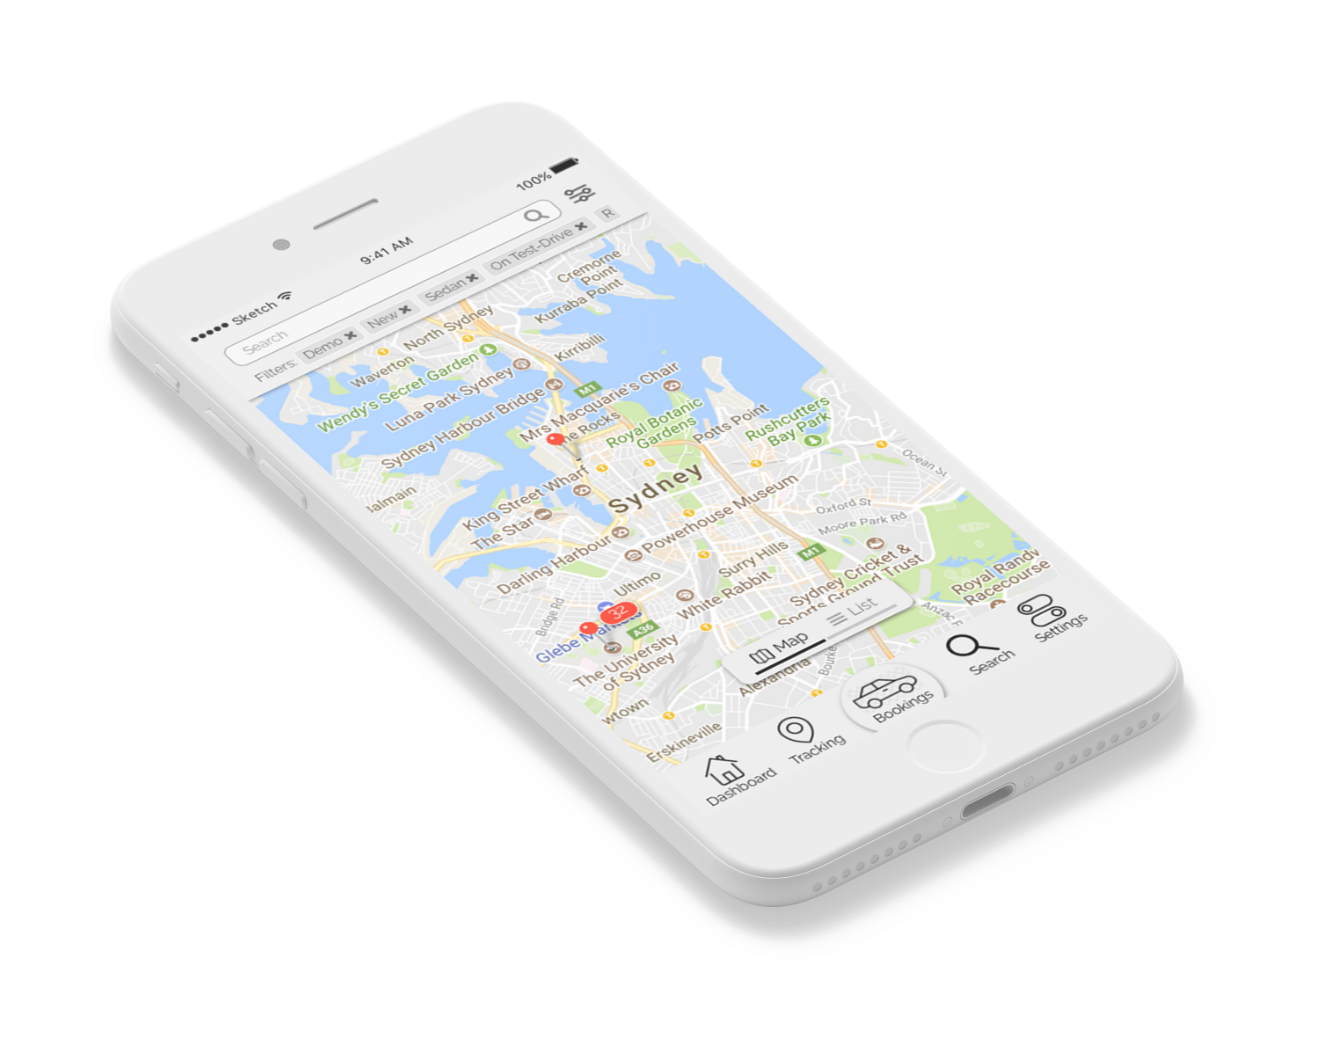 Sketch
9:41 AM
100%
Search
Filters: Demo New Sedan On Test-Drive R
Cremorne
Point
Kurraba Point
North Sydney
Waverton
Kirribilli
Wendy's Secret Garden
Luna Park Sydney
M1
Sydney Harbour Bridge
Mrs Macquarie's Chair
e Rocks
Royal Botanic
Gardens
Potts Point
Rushcutters
Bay Park
Ocean St
lalmain
King Street Wharf
Sydney
The Star
Powerhouse Museum
Oxford St
Moore Park Rd
Darling Harbour
M1
Surry Hills
Ultimo
White Rabbit
Sydney Cricket &
Sports Ground Trust
Royal Randw
Racecourse
Bridge Rd
32
A36
Glebe Markets
Anzac
The University
of Sydney
Map
List
Alexandria
Bourke
wtown
Erskineville
Dashboard
Tracking
Bookings
Search
Settings